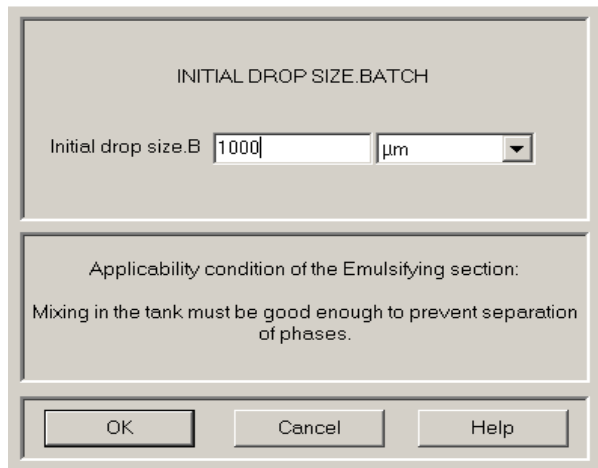 INITIAL DROP SIZE.BATCH
Initial drop size.B 1000 µm
Applicability condition of the Emulsifying section:
Mixing in the tank must be good enough to prevent separation
of phases.
OK Cancel Help